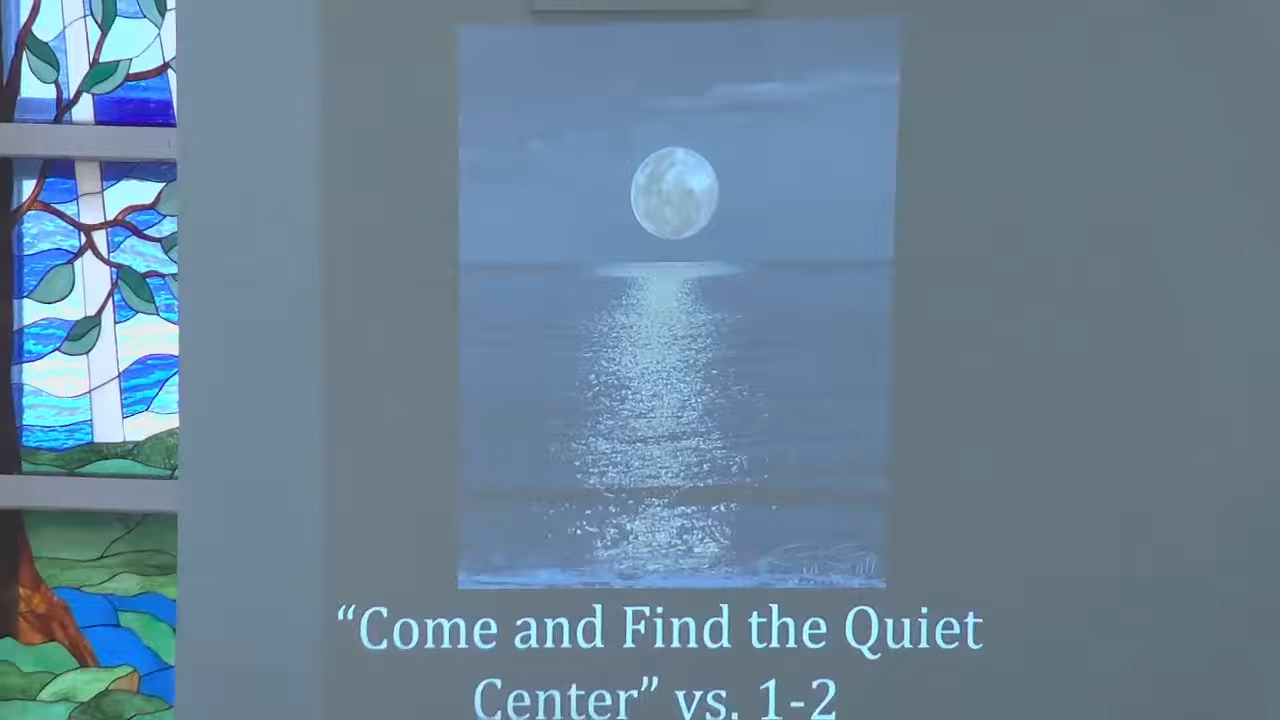 “Come and Find the Quiet
Center” vs. 1-2